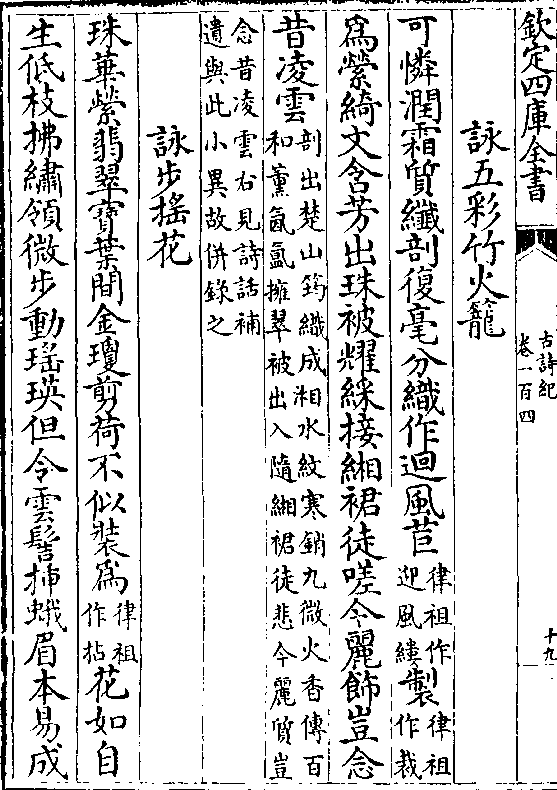 欽定四庫全書
古詩紀
卷一百四
十九
詠五彩竹火籠
可憐潤霜質纖剖復毫分織作迴風苣律祖作迎風縷製律祖作裁
爲縈綺文含芳出珠被耀綵接緗裙徒嗟今麗飾豈念
昔凌雲剖出楚山筠織成湘水紋寒銷九微火香傳百和薰氤氳擁翠被出入隨緗裙徒悲今麗質豈
念昔凌雲右見詩話補遺與此小異故併錄之
詠步搖花
珠華縈翡翠寳葉間金瓊剪荷不似裝爲律祖作拈花如自
生低枝拂繡領微步動瑤瑛但令雲髻插蛾眉本易成